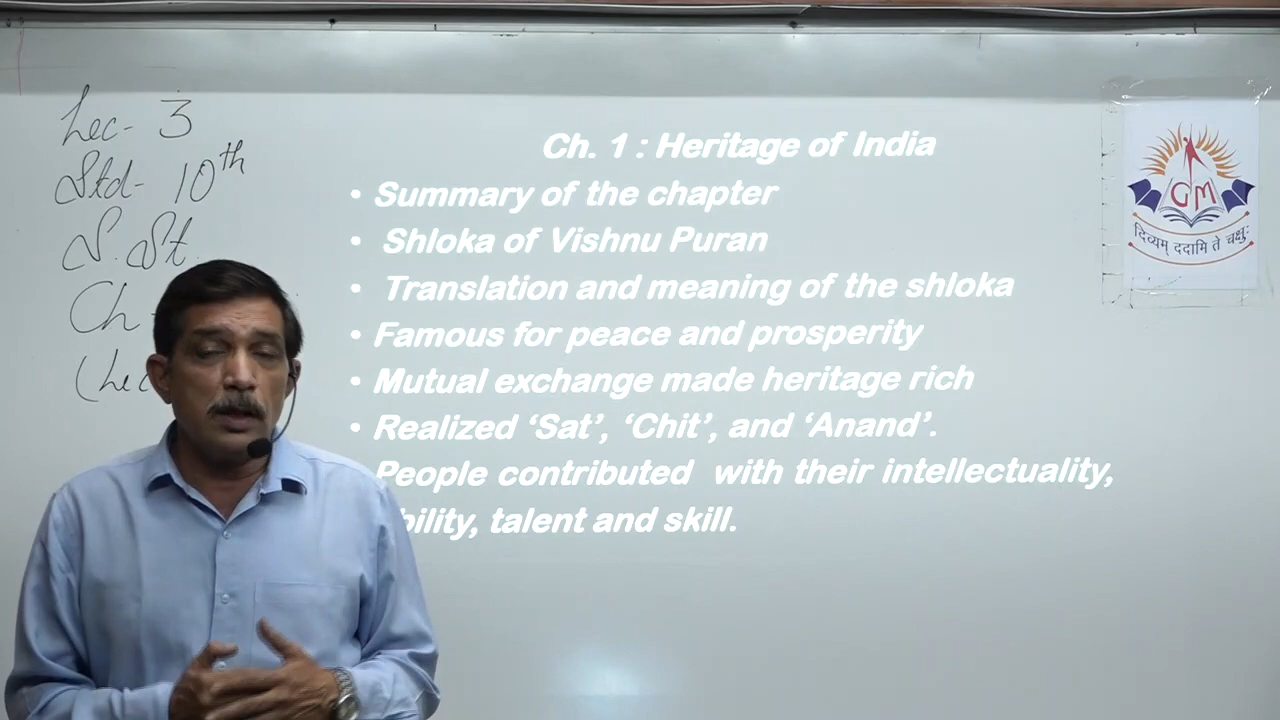 Lec- 3
Std- 10th
S.St.
Ch -
(Lec
Ch. 1 : Heritage of India
• Summary of the chapter
• Shloka of Vishnu Puran
• Translation and meaning of the shloka
• Famous for peace and prosperity
• Mutual exchange made heritage rich
• Realized ‘Sat’, ‘Chit’, and ‘Anand’.
People contributed with their intellectuality,
bility, talent and skill.
GM
दिव्यम् ददामि ते चक्षुः